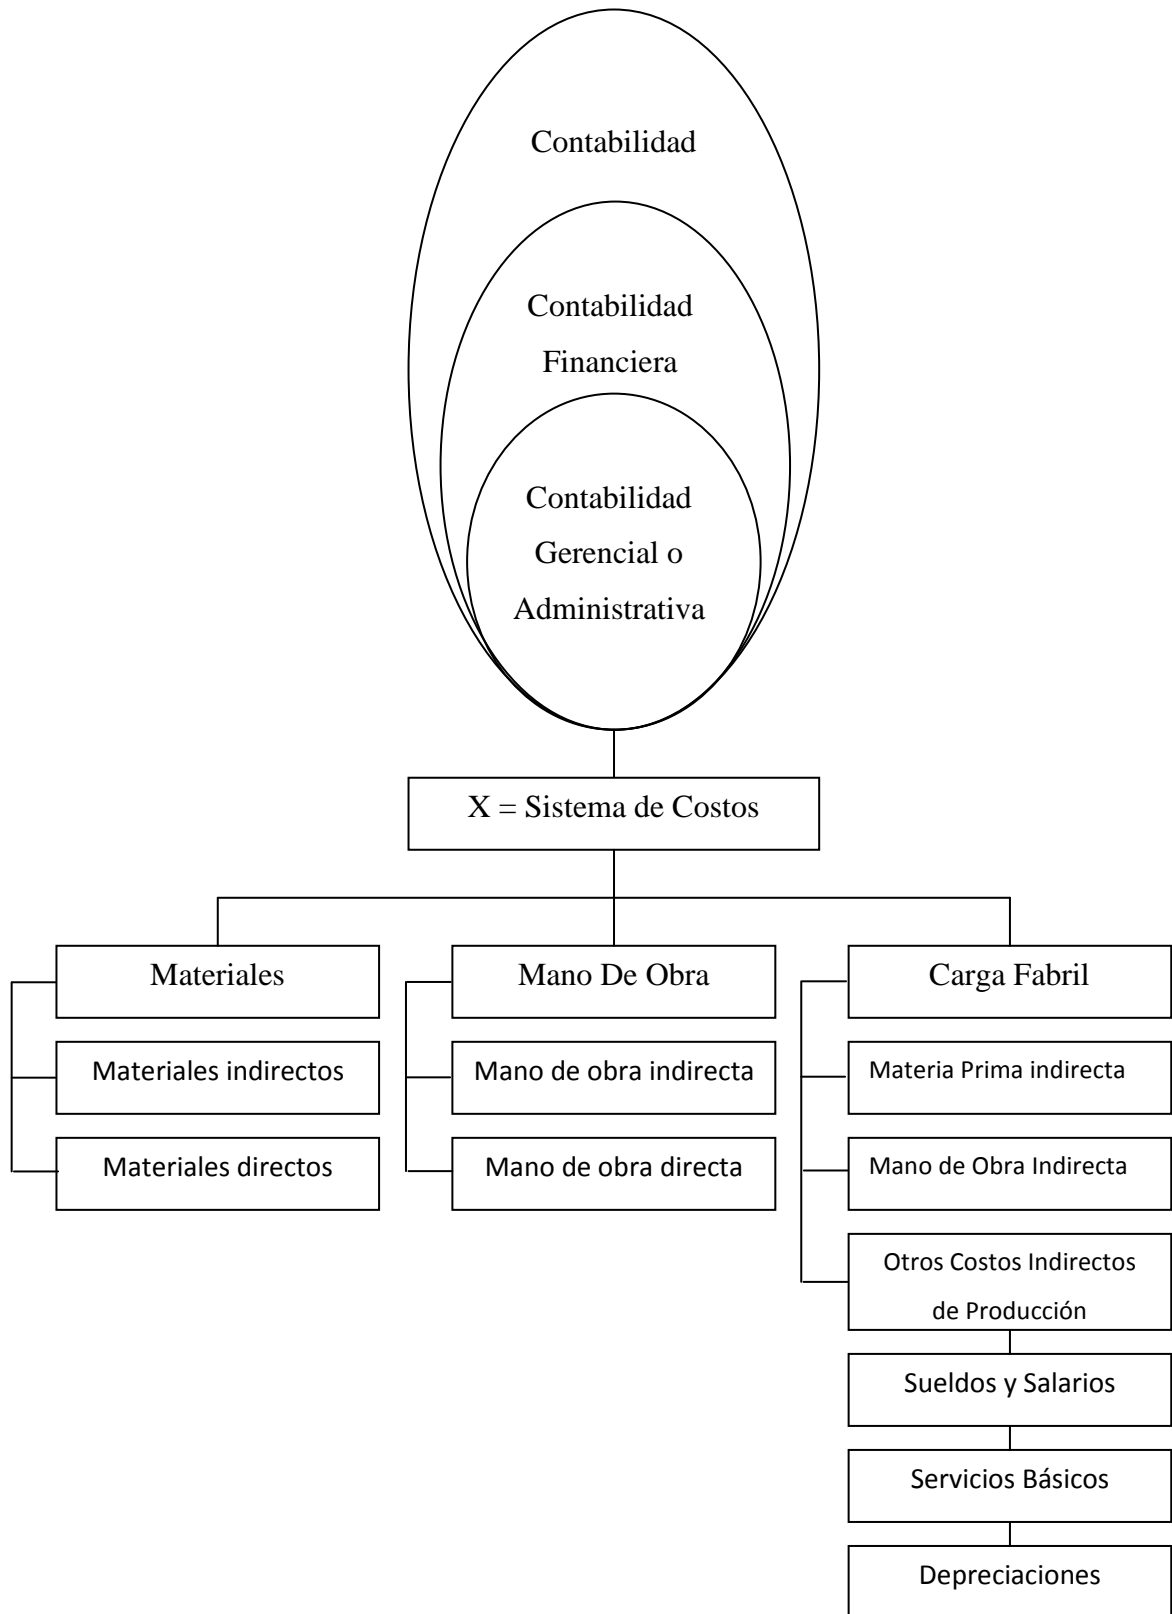 Contabilidad
Contabilidad
Financiera
Contabilidad
Gerencial o
Administrativa
X = Sistema de Costos
Materiales
Materiales indirectos
Materiales directos
Mano De Obra
Mano de obra indirecta
Mano de obra directa
Carga Fabril
Materia Prima indirecta
Mano de Obra Indirecta
Otros Costos Indirectos
de Producción
Sueldos y Salarios
Servicios Básicos
Depreciaciones